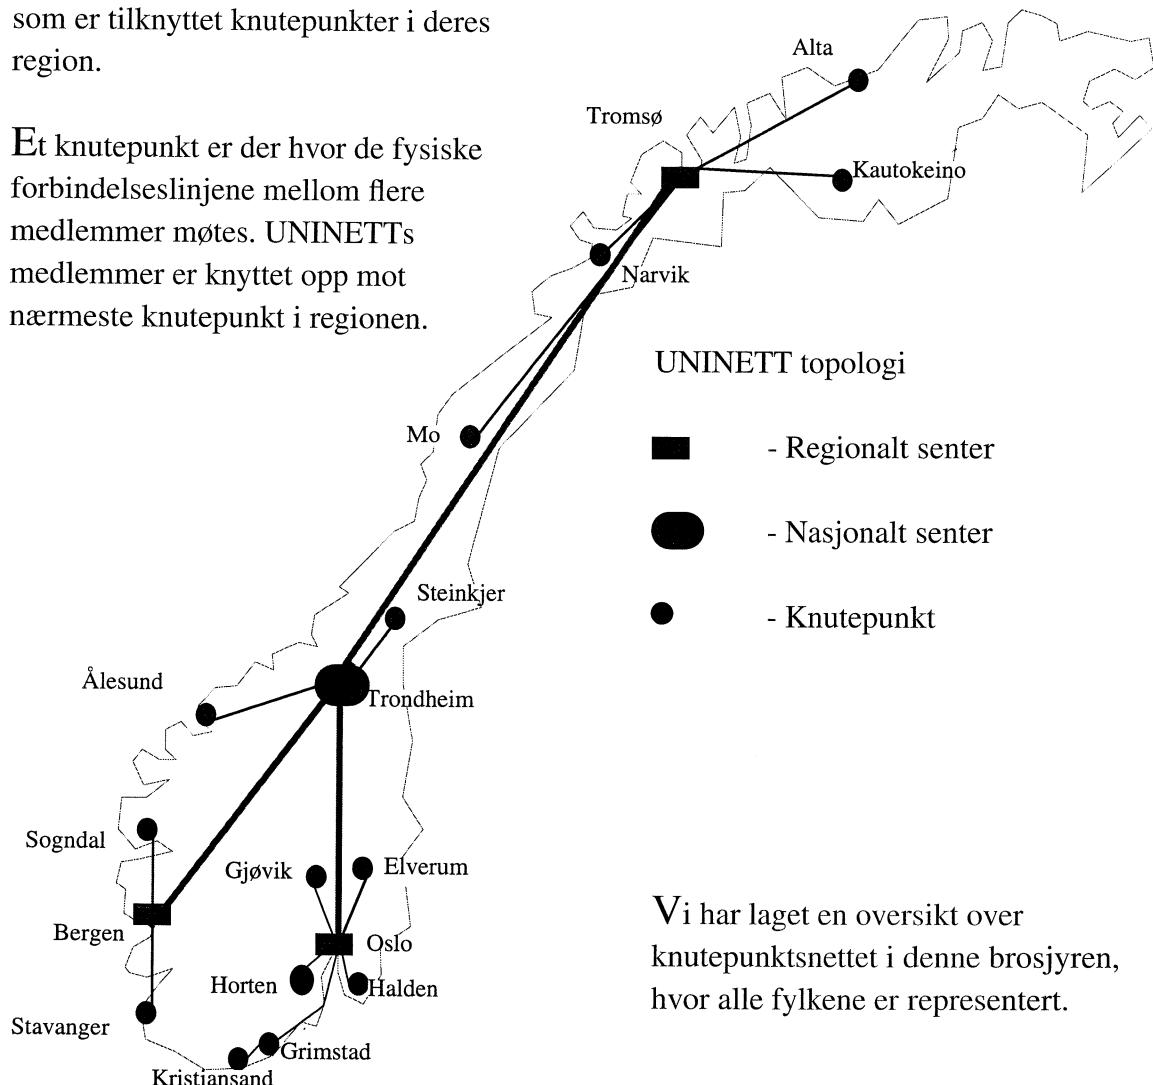 som er tilknyttet knutepunkter i deres
region.
Et knutepunkt er der hvor de fysiske
forbindelseslinjene mellom flere
medlemmer møtes. UNINETTs
medlemmer er knyttet opp mot
nærmeste knutepunkt i regionen.
Alta
Tromsø
Kautokeino
Narvik
UNINETT topologi
Mo
- Regionalt senter
- Nasjonalt senter
Steinkjer
- Knutepunkt
Ålesund
Trondheim
Sogndal
Gjøvik
Elverum
Bergen
Oslo
Horten
Halden
Stavanger
Grimstad
Kristiansand
Vi har laget en oversikt over
knutepunktsnettet i denne brosjyren,
hvor alle fylkene er representert.